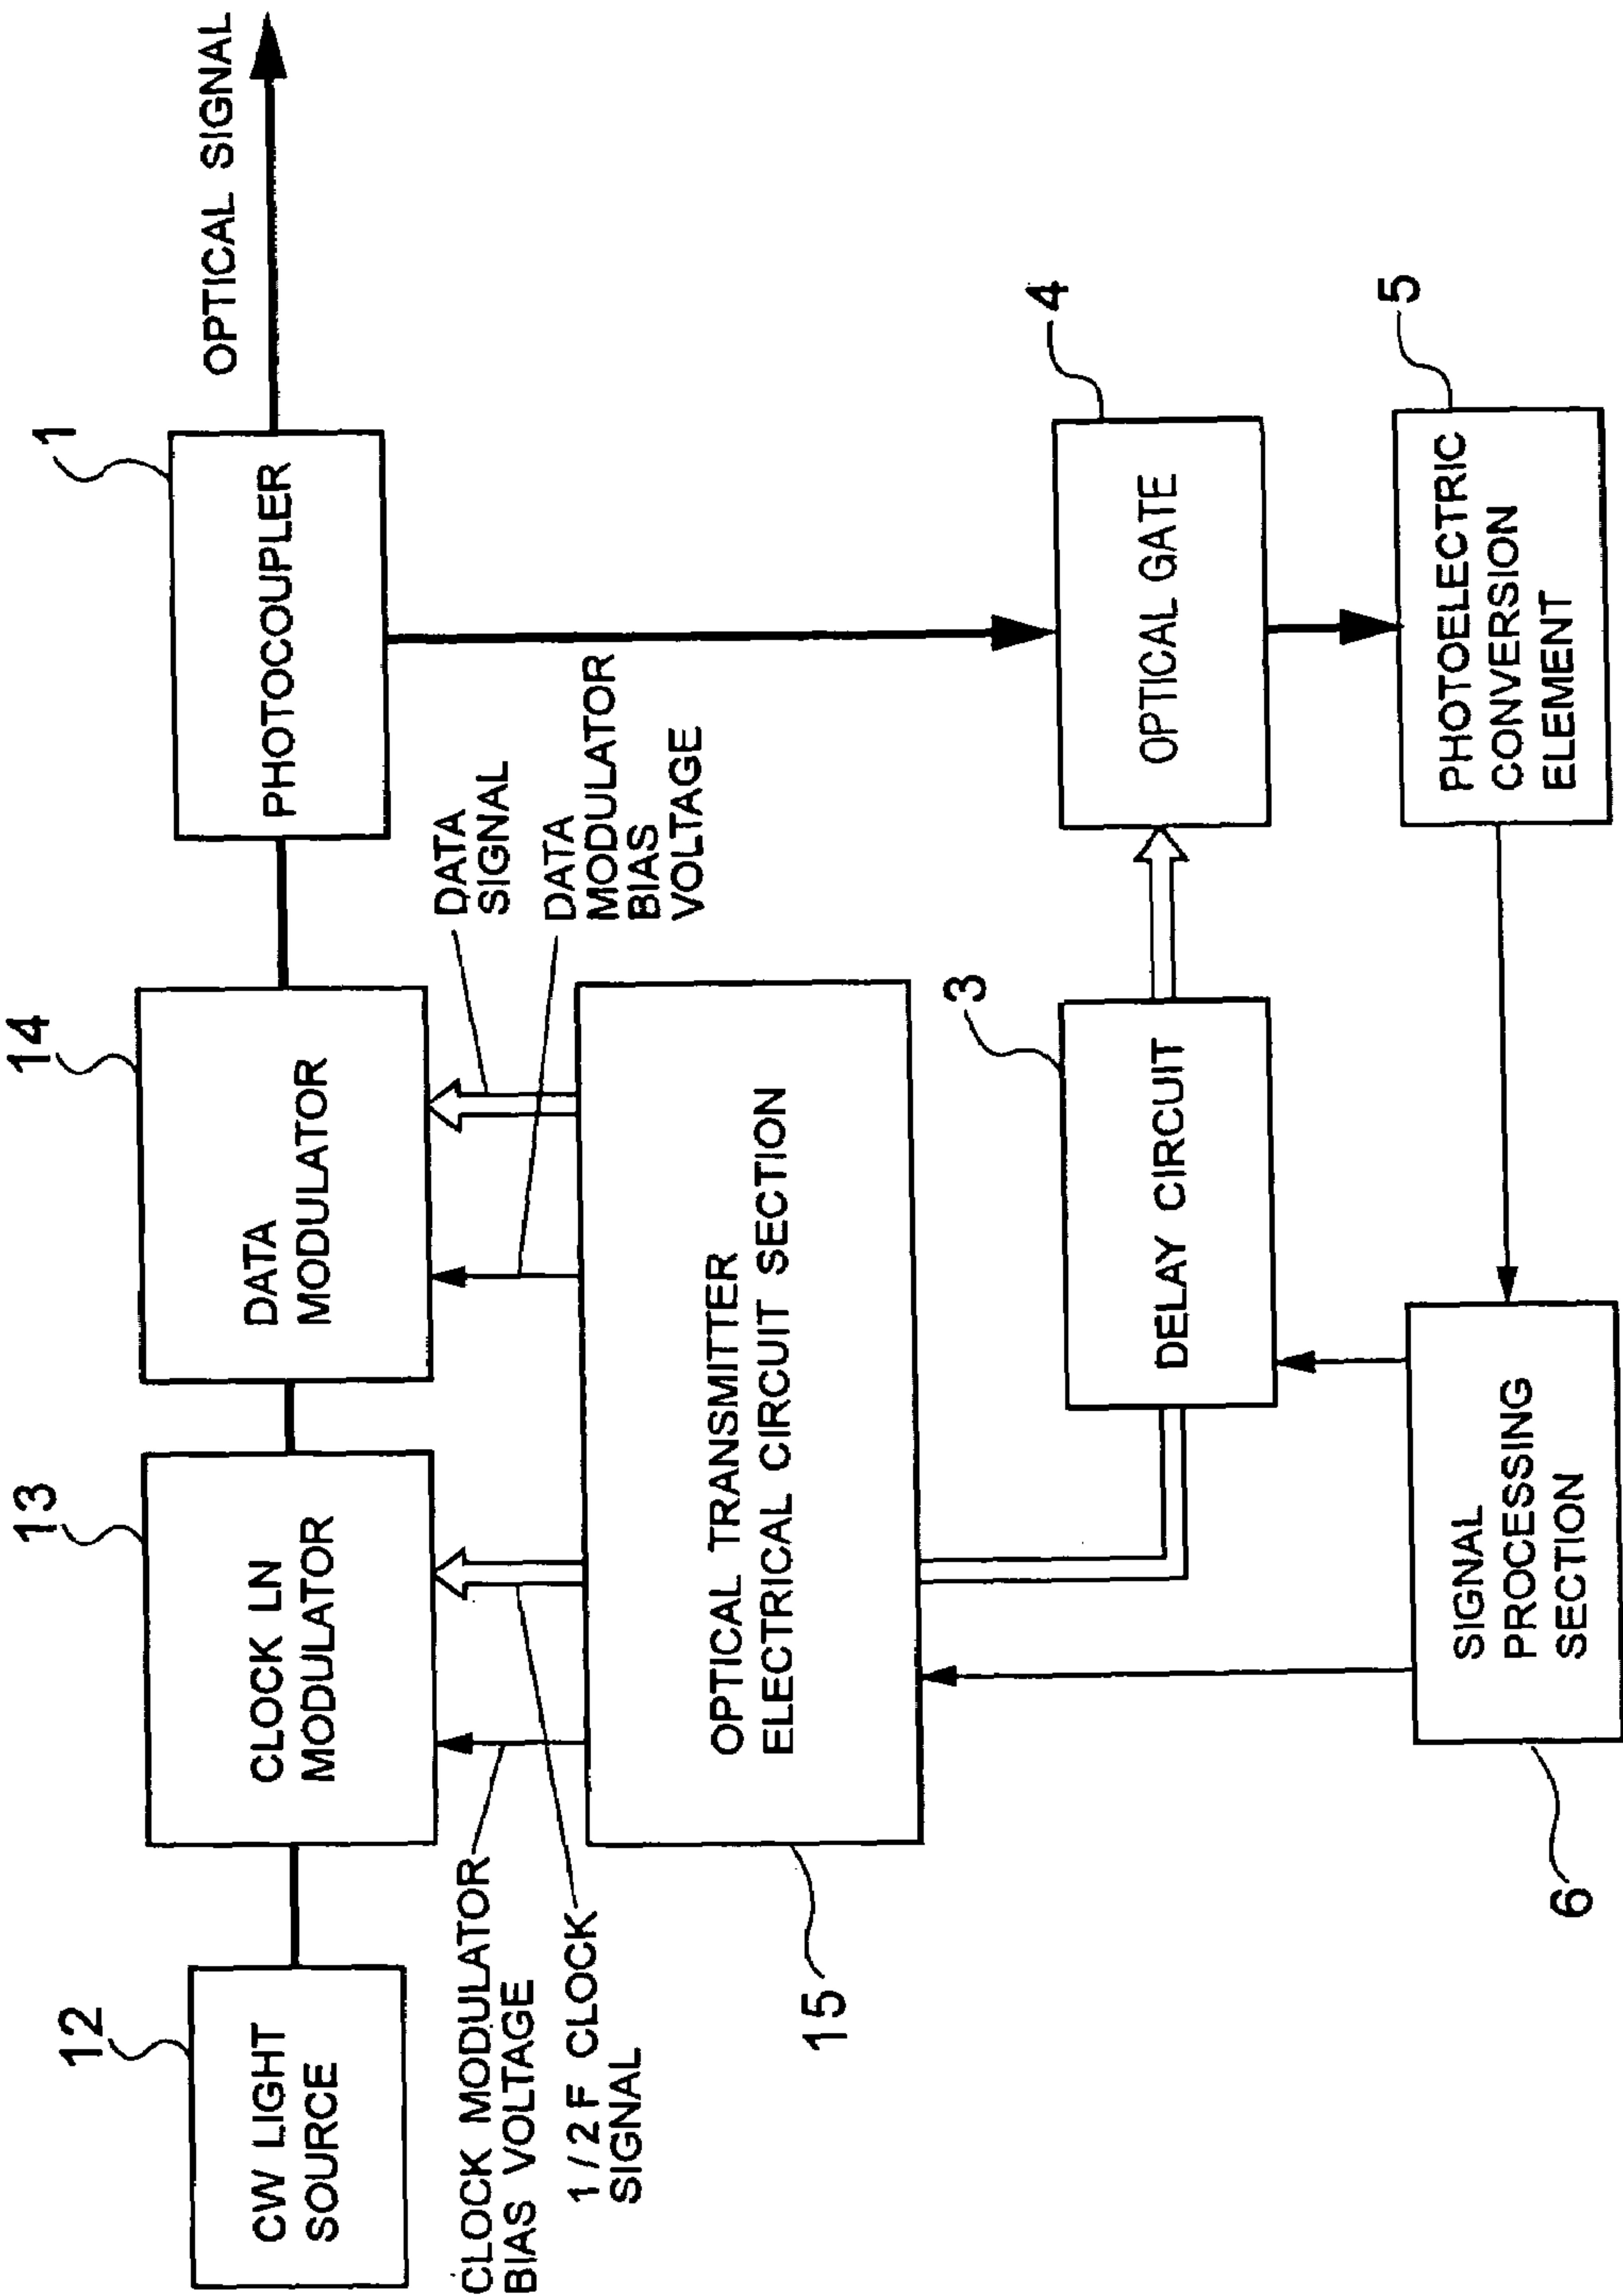 12
CW LIGHT
SOURCE
13
CLOCK LN
MODULATOR
14
DATA
MODULATOR
1
PHOTOCOUPLER
OPTICAL SIGNAL
CLOCK MODULATOR
BIAS VOLTAGE
1/2F CLOCK
SIGNAL
DATA
SIGNAL
DATA
MODULATOR
BIAS
VOLTAGE
15
OPTICAL TRANSMITTER
ELECTRICAL CIRCUIT SECTION
3
DELAY CIRCUIT
4
OPTICAL GATE
5
PHOTOELECTRIC
CONVERSION
ELEMENT
6
SIGNAL
PROCESSING
SECTION